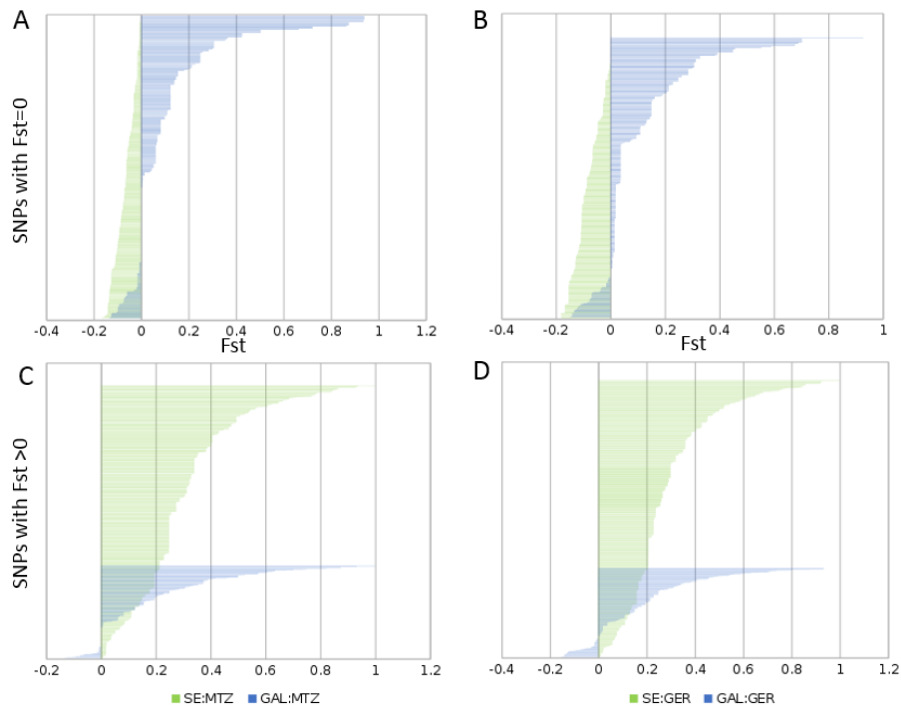 A
B
SNPs with Fst=0
-0.4 -0.2 0 0.2 0.4 0.6 0.8 1 1.2
-0.4 -0.2 0 0.2 0.4 0.6 0.8 1
Fst
Fst
C
D
SNPs with Fst >0
-0.2 0 0.2 0.4 0.6 0.8 1 1.2
-0.4 -0.2 0 0.2 0.4 0.6 0.8 1 1.2
SE:MTZ GAL:MTZ
SE:GER GAL:GER